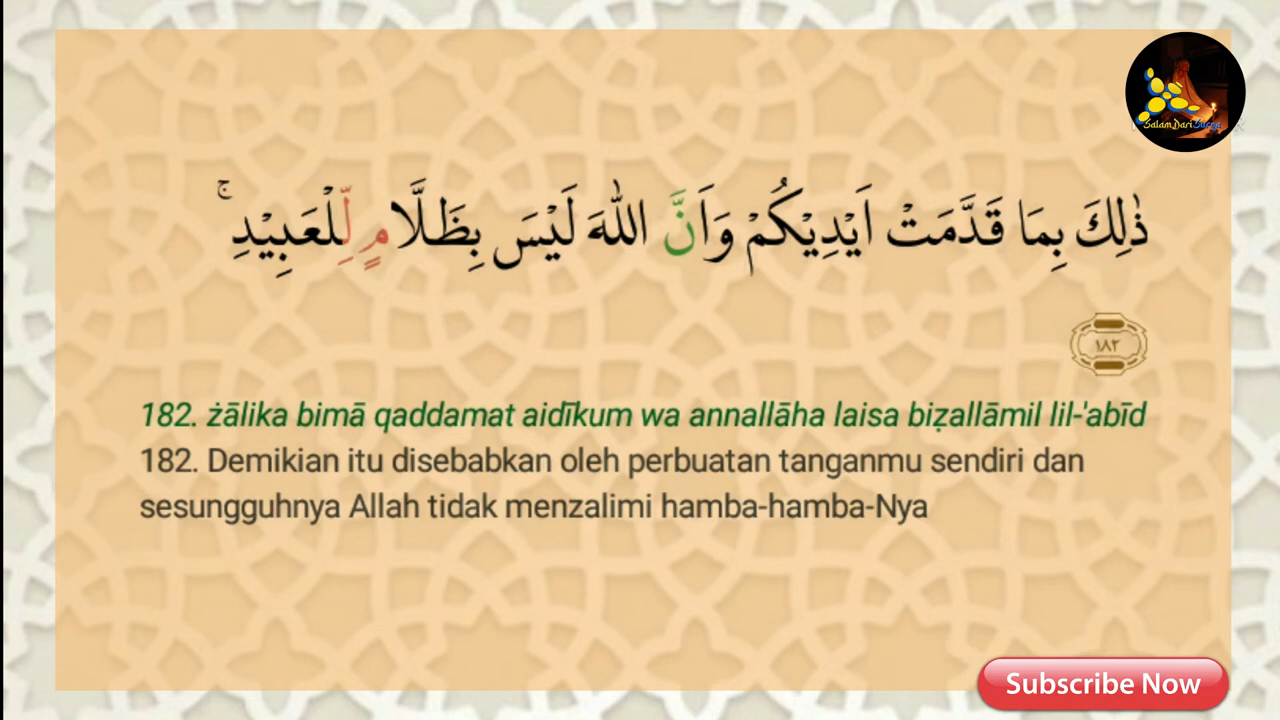 SalamDariSurga
ذٰلِكَ بِمَا قَدَّمَتْ اَيْدِيْكُمْ وَاَنَّ اللّٰهَ لَيْسَ بِظَلَّامٍ لِّلْعَبِيْدِۚ
١٨٢
182. żālika bimā qaddamat aidīkum wa annallāha laisa biẓallāmil lil-'abīd
182. Demikian itu disebabkan oleh perbuatan tanganmu sendiri dan
sesungguhnya Allah tidak menzalimi hamba-hamba-Nya
Subscribe Now